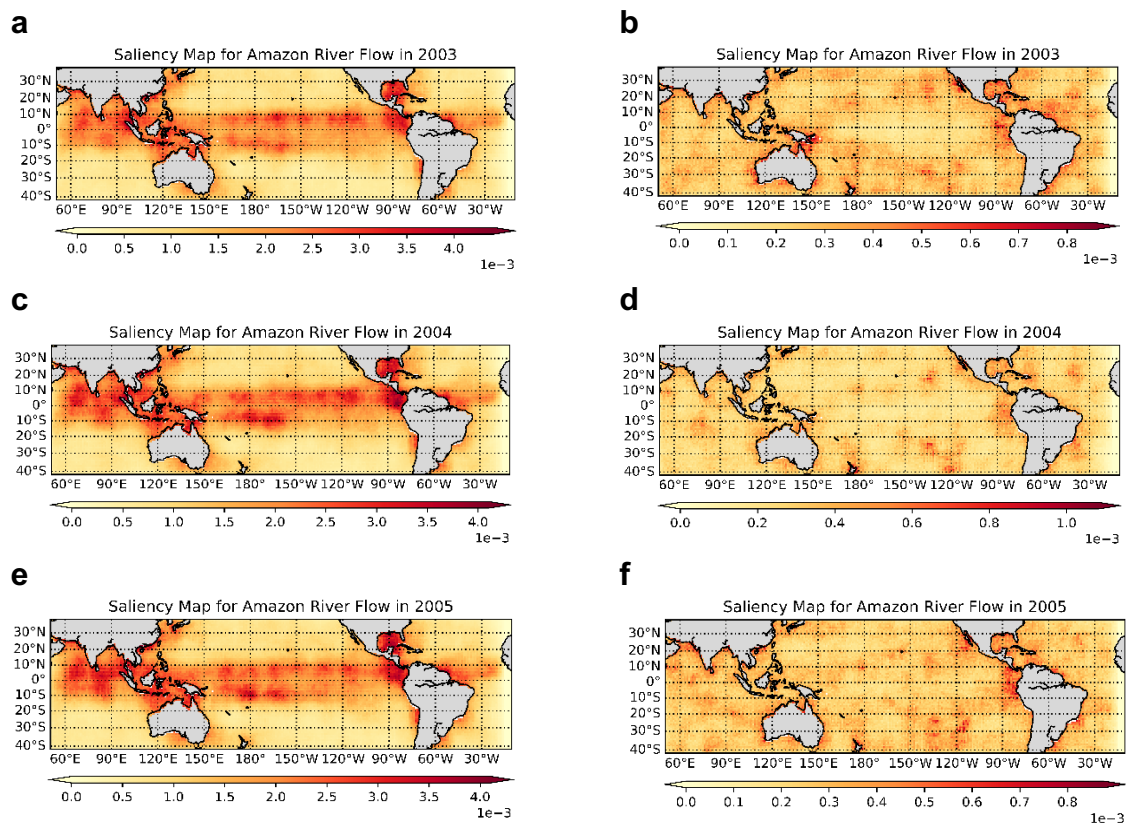 a
Saliency Map for Amazon River Flow in 2003
30°N
20°N
10°N
0°
10°S
20°S
30°S
40°S
60°E 90°E 120°E 150°E 180° 150°W 120°W 90°W 60°W 30°W
0.0 0.5 1.0 1.5 2.0 2.5 3.0 3.5 4.0
1e−3
b
Saliency Map for Amazon River Flow in 2003
30°N
20°N
10°N
0°
10°S
20°S
30°S
40°S
60°E 90°E 120°E 150°E 180° 150°W 120°W 90°W 60°W 30°W
0.0 0.1 0.2 0.3 0.4 0.5 0.6 0.7 0.8
1e−3
c
Saliency Map for Amazon River Flow in 2004
30°N
20°N
10°N
0°
10°S
20°S
30°S
40°S
60°E 90°E 120°E 150°E 180° 150°W 120°W 90°W 60°W 30°W
0.0 0.5 1.0 1.5 2.0 2.5 3.0 3.5 4.0
1e−3
d
Saliency Map for Amazon River Flow in 2004
30°N
20°N
10°N
0°
10°S
20°S
30°S
40°S
60°E 90°E 120°E 150°E 180° 150°W 120°W 90°W 60°W 30°W
0.0 0.2 0.4 0.6 0.8 1.0
1e−3
e
Saliency Map for Amazon River Flow in 2005
30°N
20°N
10°N
0°
10°S
20°S
30°S
40°S
60°E 90°E 120°E 150°E 180° 150°W 120°W 90°W 60°W 30°W
0.0 0.5 1.0 1.5 2.0 2.5 3.0 3.5 4.0
1e−3
f
Saliency Map for Amazon River Flow in 2005
30°N
20°N
10°N
0°
10°S
20°S
30°S
40°S
60°E 90°E 120°E 150°E 180° 150°W 120°W 90°W 60°W 30°W
0.0 0.1 0.2 0.3 0.4 0.5 0.6 0.7 0.8
1e−3